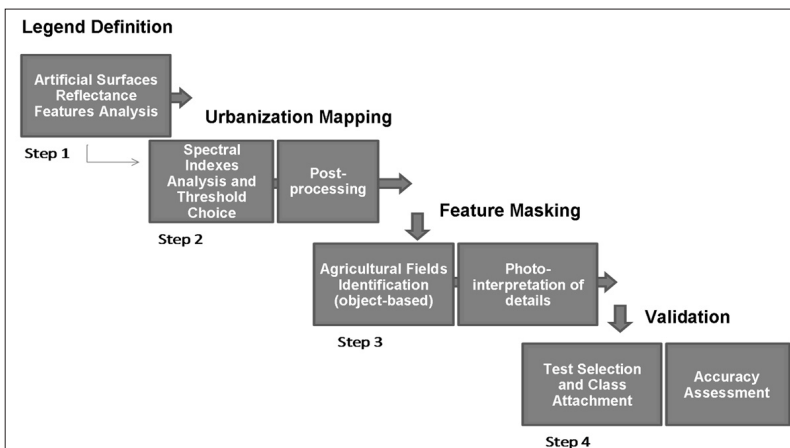 Legend Definition
Artificial Surfaces
Reflectance
Features Analysis
Step 1
Urbanization Mapping
Spectral
Indexes
Analysis and
Threshold
Choice
Post-
processing
Step 2
Feature Masking
Agricultural Fields
Identification
(object-based)
Photo-
interpretation of
details
Step 3
Validation
Test Selection
and Class
Attachment
Accuracy
Assessment
Step 4